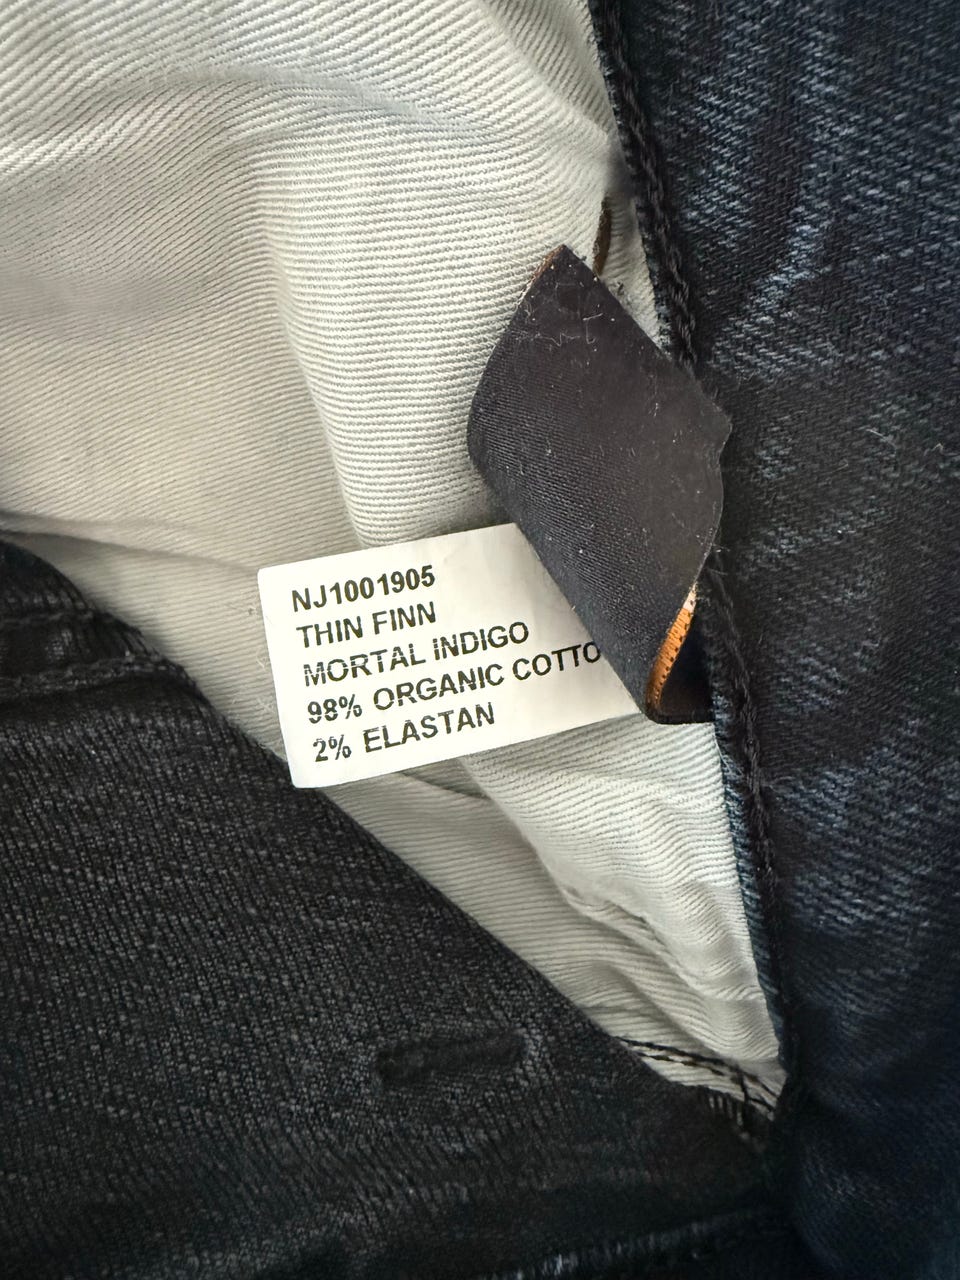 NJ1001905
THIN FINN
MORTAL INDIGO
98% ORGANIC COTTO
2% ELASTAN